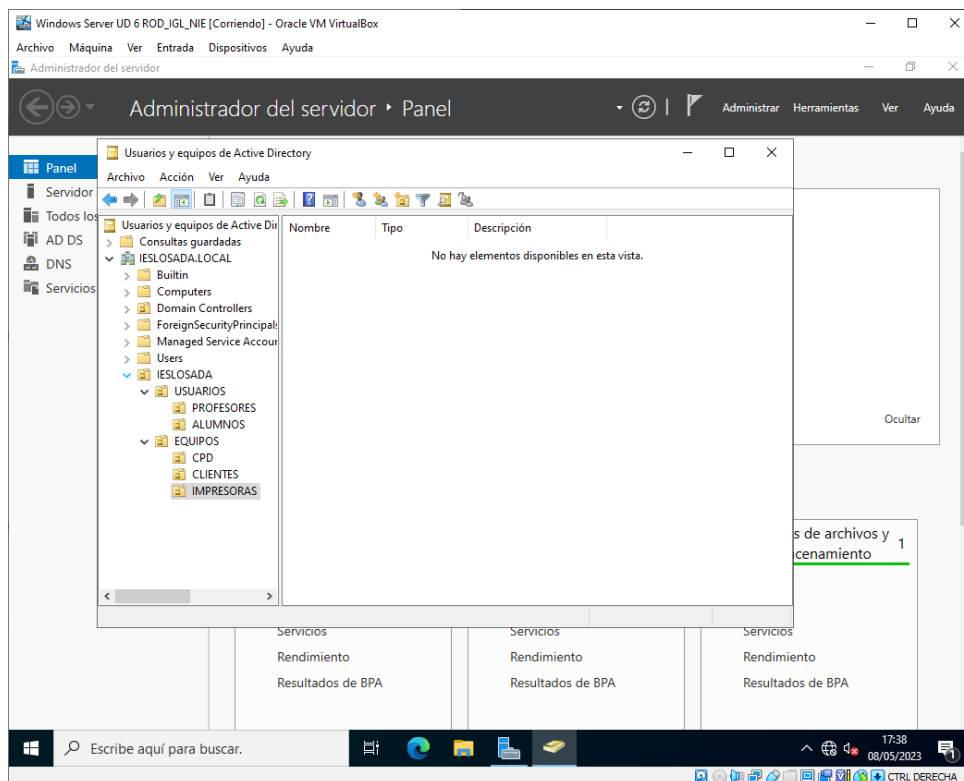 Windows Server UD 6 ROD_IGL_NIE [Corriendo] - Oracle VM VirtualBox
Archivo Máquina Ver Entrada Dispositivos Ayuda
Administrador del servidor
Administrador del servidor ‣ Panel
Administrar Herramientas Ver Ayuda
Panel
Servidor
Todos los
AD DS
DNS
Servicios
Usuarios y equipos de Active Directory
Archivo Acción Ver Ayuda
Usuarios y equipos de Active Dir
Consultas guardadas
IESLOSADA.LOCAL
Builtin
Computers
Domain Controllers
ForeignSecurityPrincipals
Managed Service Accour
Users
IESLOSADA
USUARIOS
PROFESORES
ALUMNOS
EQUIPOS
CPD
CLIENTES
IMPRESORAS
Nombre Tipo Descripción
No hay elementos disponibles en esta vista.
Ocultar
s de archivos y 1
cenamiento
Servicios
Rendimiento
Resultados de BPA
Servicios
Rendimiento
Resultados de BPA
Servicios
Rendimiento
Resultados de BPA
Escribe aquí para buscar.
17:38
08/05/2023
1
CTRL DERECHA